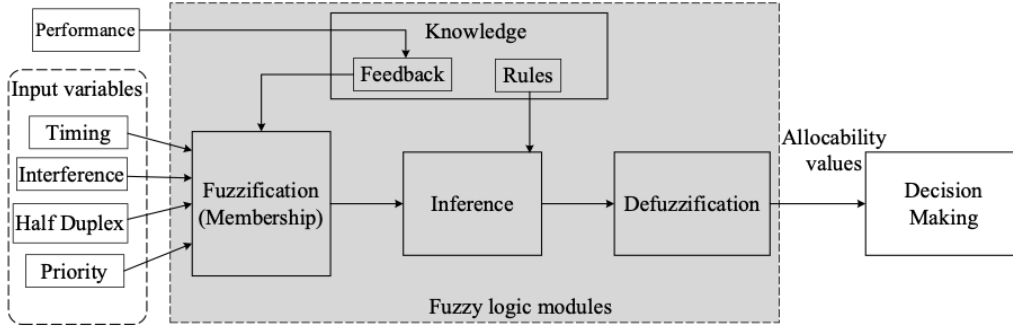 Performance
Knowledge
Feedback
Rules
Input variables
Timing
Interference
Half Duplex
Priority
Fuzzification
(Membership)
Inference
Defuzzification
Allocability
values
Decision
Making
Fuzzy logic modules